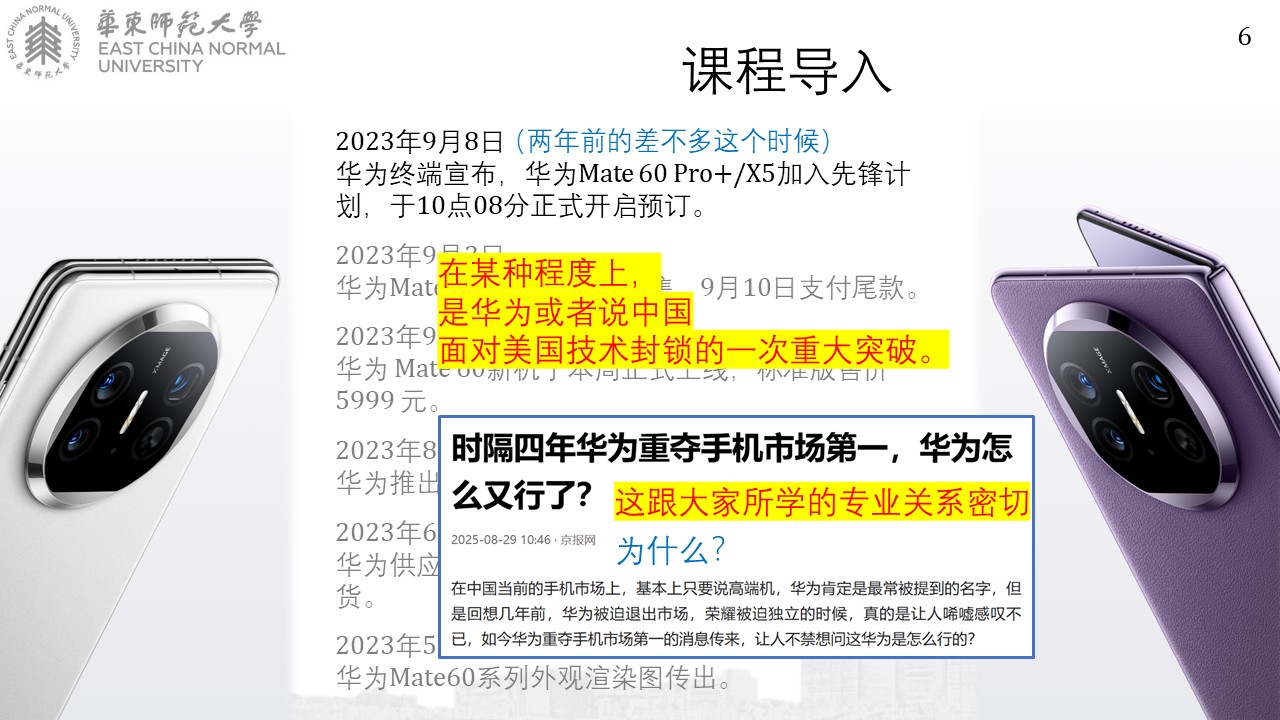 華東師範大學
EAST CHINA NORMAL
UNIVERSITY
6
课程导入
2023年9月8日（两年前的差不多这个时候）
华为终端宣布，华为Mate 60 Pro+/X5加入先锋计
划，于10点08分正式开启预订。
2023年9月3日
华为Mate
9月10日支付尾款。
在某种程度上，
是华为或者说中国
面对美国技术封锁的一次重大突破。
2023年9
华为 Mate 60新机于本周正式上线，标准版售价
5999 元。
2023年8
华为推出
2023年6
华为供应
货。
2023年5
华为Mate60系列外观渲染图传出。
时隔四年华为重夺手机市场第一，华为怎
么又行了？
这跟大家所学的专业关系密切
2025-08-29 10:46 · 京报网
为什么？
在中国当前的手机市场上，基本上只要说高端机，华为肯定是最常被提到的名字，但
是回想几年前，华为被迫退出市场，荣耀被迫独立的时候，真的是让人唏嘘感叹不
已，如今华为重夺手机市场第一的消息传来，让人不禁想问这华为是怎么行的？
XMAGE
XMAGE